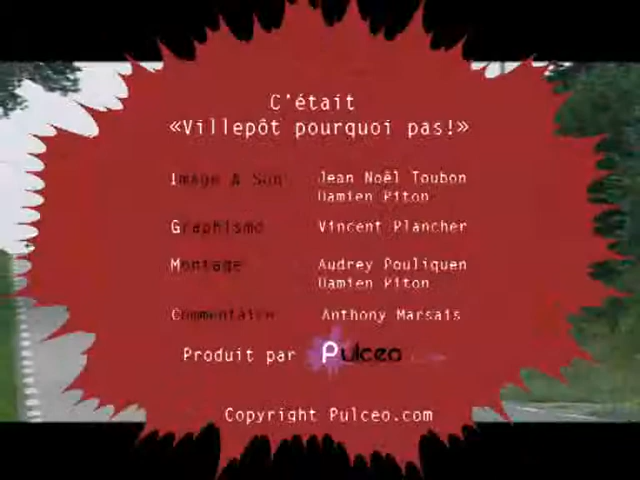 C'était
«Villepôt pourquoi pas!»
Image & Son Jean Noël Toubon
Damien Piton
Graphisme Vincent Plancher
Montage Audrey Pouliquen
Damien Piton
Commentaire Anthony Marsais
Produit par Pulceo
Copyright Pulceo.com